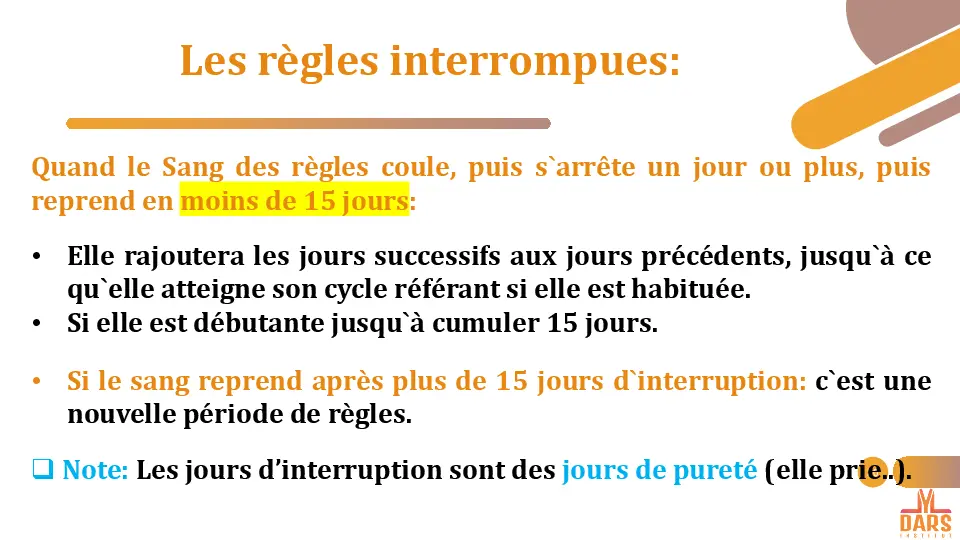 Les règles interrompues:
Quand le Sang des règles coule, puis s`arrête un jour ou plus, puis
reprend en moins de 15 jours:
• Elle rajoutera les jours successifs aux jours précédents, jusqu`à ce
qu`elle atteigne son cycle référant si elle est habituée.
• Si elle est débutante jusqu`à cumuler 15 jours.
• Si le sang reprend après plus de 15 jours d`interruption: c`est une
nouvelle période de règles.
❑ Note: Les jours d’interruption sont des jours de pureté (elle prie..).
DARS
INSTITUT